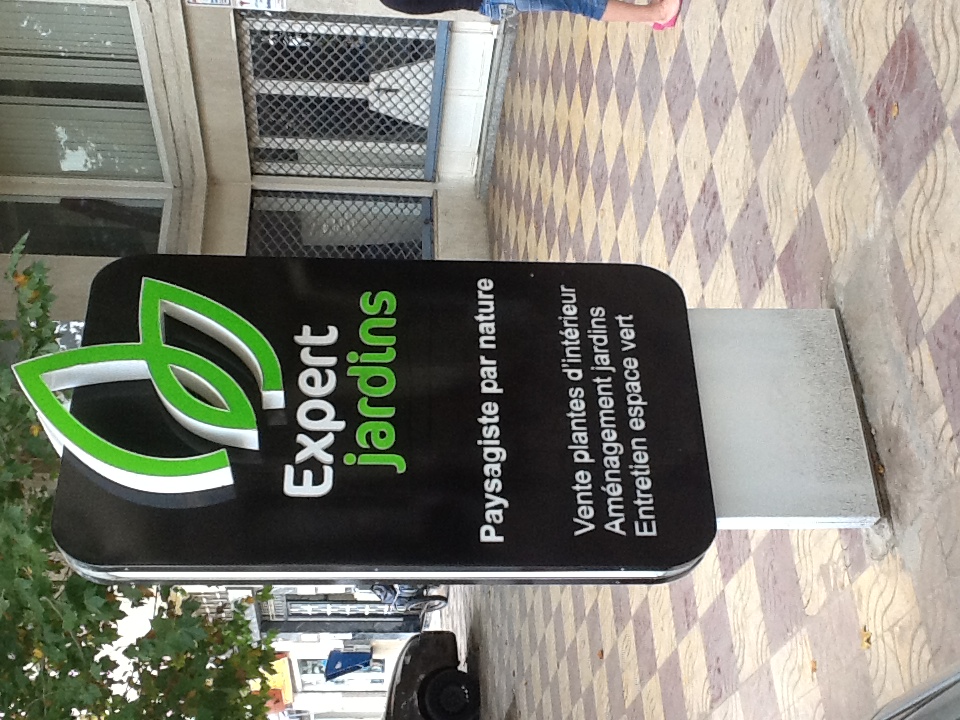 Expert
jardins
Paysagiste par nature
Vente plantes d'intérieur
Aménagement jardins
Entretien espace vert